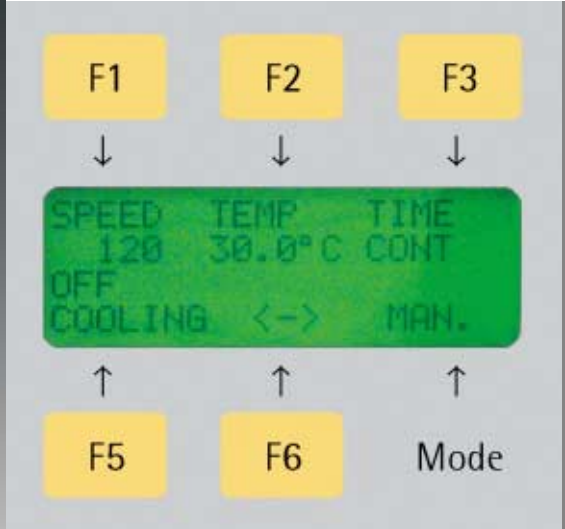 F1 F2 F3
↓ ↓ ↓
SPEED TEMP TIME
120 30.0°C CONT
OFF
COOLING <-> MAN.
↑ ↑ ↑
F5 F6 Mode